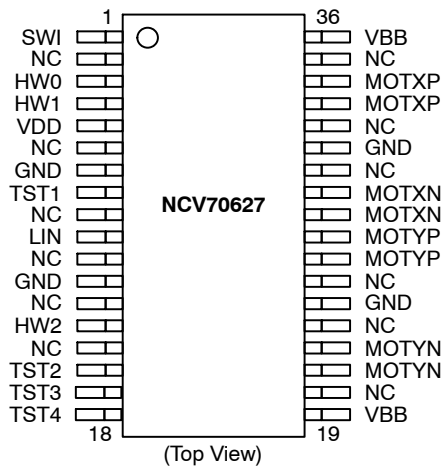 1 36
SWI VBB
NC NC
HW0 MOTXP
HW1 MOTXP
VDD NC
NC GND
GND NC
TST1 MOTXN
NC MOTXN
LIN MOTYP
NC MOTYP
GND NC
NC GND
HW2 NC
NC MOTYN
TST2 MOTYN
TST3 NC
TST4 VBB
18 19
NCV70627
(Top View)